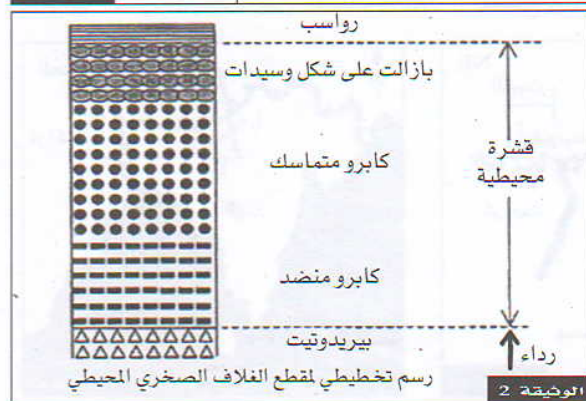 رواسب
بازالت على شكل وسيدات
كابرو متماسك
قشرة
محيطية
كابرو منضد
بيريدوتيت
رداء
رسم تخطيطي لمقطع الغلاف الصخري المحيطي
الوثيقة 2